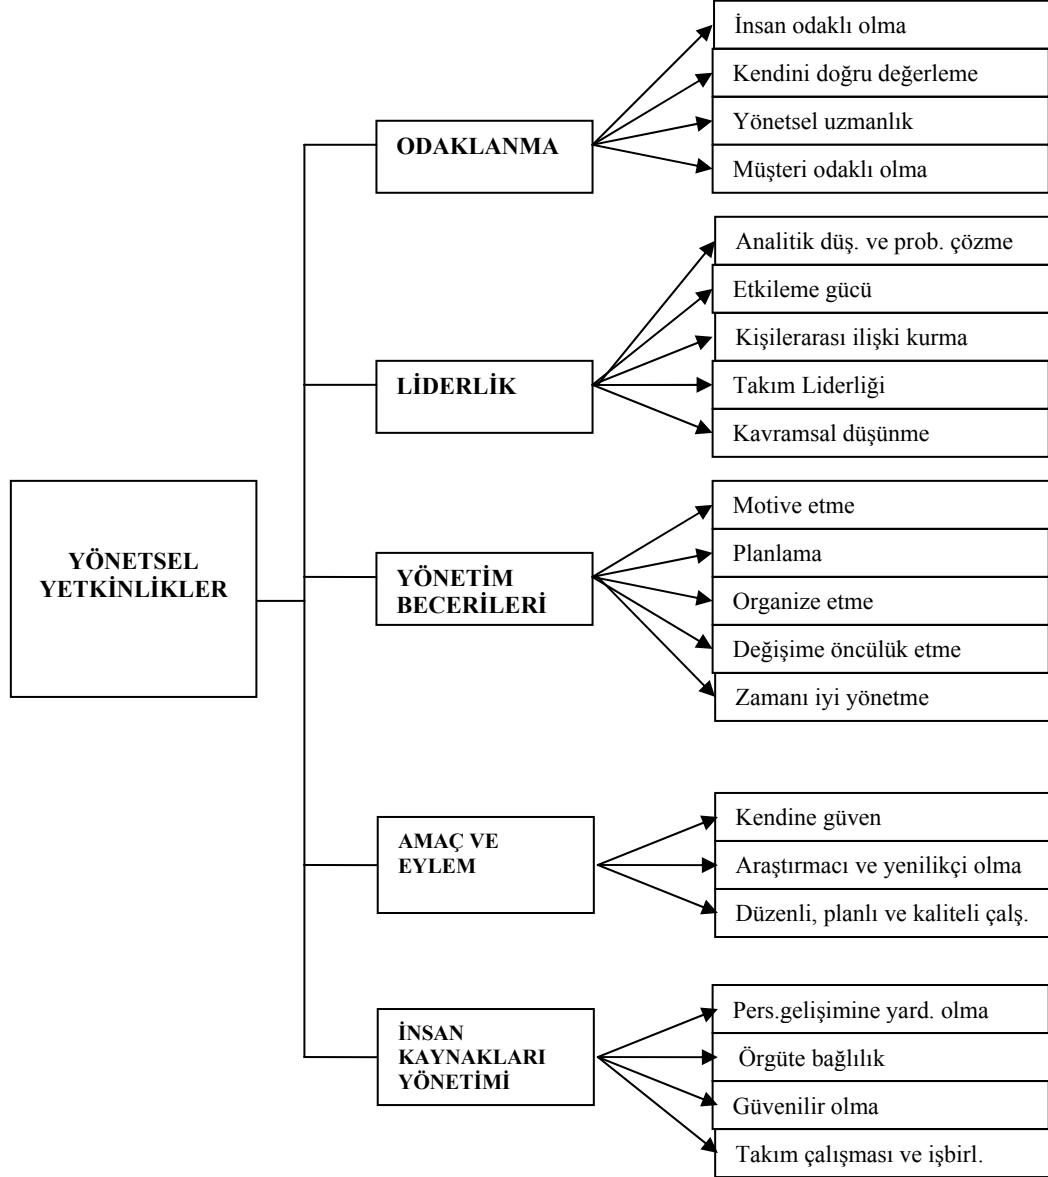 YÖNETSEL
YETKİNLİKLER
ODAKLANMA
İnsan odaklı olma
Kendini doğru değerleme
Yönetsel uzmanlık
Müşteri odaklı olma
LİDERLİK
Analitik düş. ve prob. çözme
Etkileme gücü
Kişilerarası ilişki kurma
Takım Liderliği
Kavramsal düşünme
YÖNETİM
BECERİLERİ
Motive etme
Planlama
Organize etme
Değişime öncülük etme
Zamanı iyi yönetme
AMAÇ VE
EYLEM
Kendine güven
Araştırmacı ve yenilikçi olma
Düzenli, planlı ve kaliteli çalş.
İNSAN
KAYNAKLARI
YÖNETİMİ
Pers.gelişimine yard. olma
Örgüte bağlılık
Güvenilir olma
Takım çalışması ve işbirl.